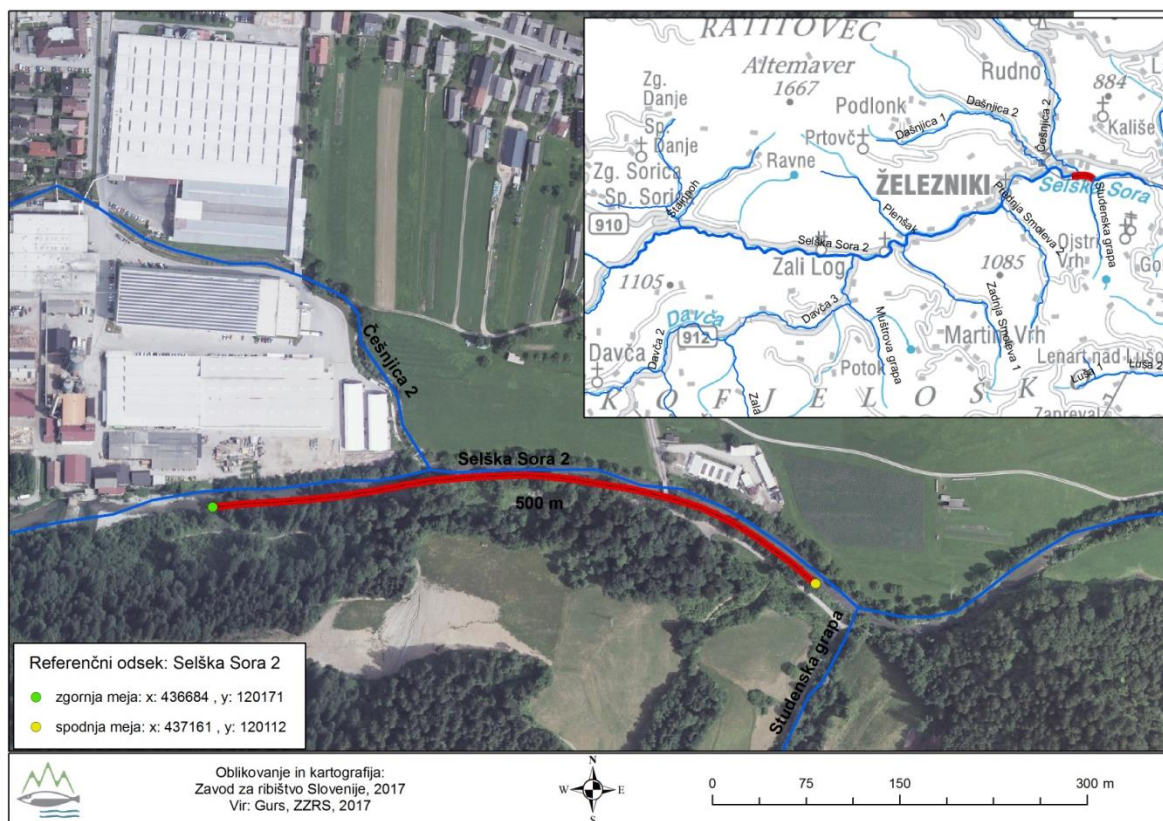 Češnjica 2
Selška Sora 2
500 m
Studenska grapa
RATITOVEC
Altemaver
1667
Rudno
884
Kališe
Zg.
Danje
Sp.
Danje
Podlonk
Dašnjica 2
Dašnjica 1
Češnjica 2
Prtovč
Ravne
Zg. Sorica
Sp. Sorica
ŽELEZNIKI
Selška Sora
Štajnpoh
Plenšak
Prednja Smoleva 2
Studenska grapa
910
Selška Sora 2
Zali Log
Ojstri
Vrh
1105
1085
Davča
Davča 3
Zadnja Smoleva 1
912
Davča 2
Muštrova grapa
Martinj Vrh
Davča
Potok
Lenart nad Lušo
Luša 1
Luša 2
Zala
KOFJELOSK
Zapreval
Referenčni odsek: Selška Sora 2
zgornja meja: x: 436684 , y: 120171
spodnja meja: x: 437161 , y: 120112
Oblikovanje in kartografija:
Zavod za ribištvo Slovenije, 2017
Vir: Gurs, ZZRS, 2017
N
W E
S
0 75 150 300 m